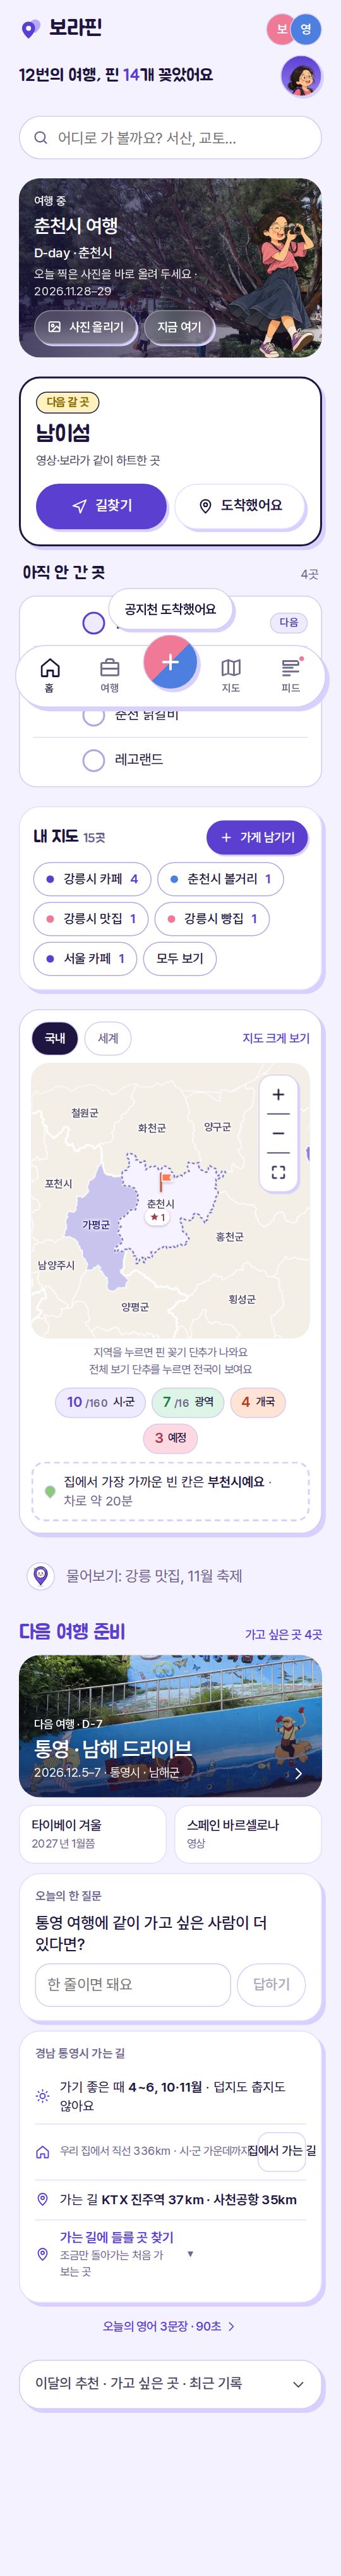 보라핀
보 영
12번의 여행, 핀 14개 꽂았어요
어디로 가 볼까요? 서산, 교토…
여행 중
춘천시 여행
D-day · 춘천시
오늘 찍은 사진을 바로 올려 두세요 ·
2026.11.28–29
사진 올리기 지금 여기
다음 갈 곳
남이섬
영상·보라가 같이 하트한 곳
길찾기 도착했어요
아직 안 간 곳 4곳
공지천 도착했어요
다음
홈 여행 + 지도 피드
춘천 닭갈비
레고랜드
내 지도 15곳 + 가게 남기기
강릉시 카페 4 춘천시 볼거리 1
강릉시 맛집 1 강릉시 빵집 1
서울 카페 1 모두 보기
국내 세계 지도 크게 보기
+
−
철원군
화천군
양구군
포천시
춘천시
★ 1
가평군
홍천군
남양주시
횡성군
양평군
지역을 누르면 핀 꽂기 단추가 나와요
전체 보기 단추를 누르면 전국이 보여요
10 /160 시·군 7 /16 광역 4 개국
3 예정
집에서 가장 가까운 빈 칸은 부천시예요 ·
차로 약 20분
물어보기: 강릉 맛집, 11월 축제
다음 여행 준비 가고 싶은 곳 4곳
다음 여행 · D-7
통영 · 남해 드라이브
2026.12.5–7 · 통영시 · 남해군
타이베이 겨울
2027년 1월쯤
스페인 바르셀로나
영상
오늘의 한 질문
통영 여행에 같이 가고 싶은 사람이 더
있다면?
한 줄이면 돼요 답하기
경남 통영시 가는 길
가기 좋은 때 4~6, 10·11월 · 덥지도 춥지도
않아요
우리 집에서 직선 336km · 시·군 가운데까지
집에서 가는 길
가는 길 KTX 진주역 37km · 사천공항 35km
가는 길에 들를 곳 찾기
조금만 돌아가는 처음 가
보는 곳
▼
오늘의 영어 3문장 · 90초
이달의 추천 · 가고 싶은 곳 · 최근 기록